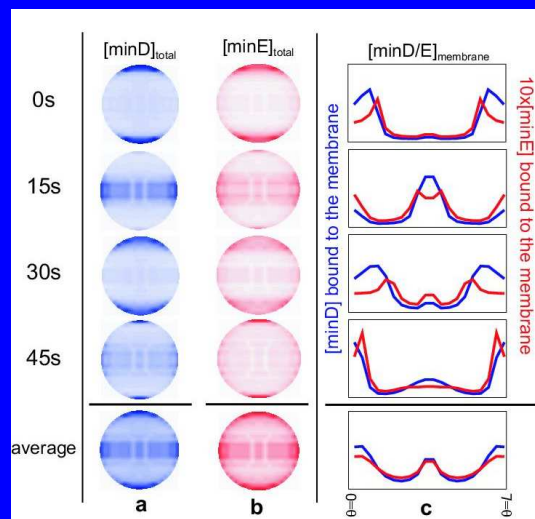 [minD]total
[minE]total
[minD/E]membrane
0s
15s
30s
45s
average
[minD] bound to the membrane
10x[minE] bound to the membrane
a
b
c
θ=0
θ=7